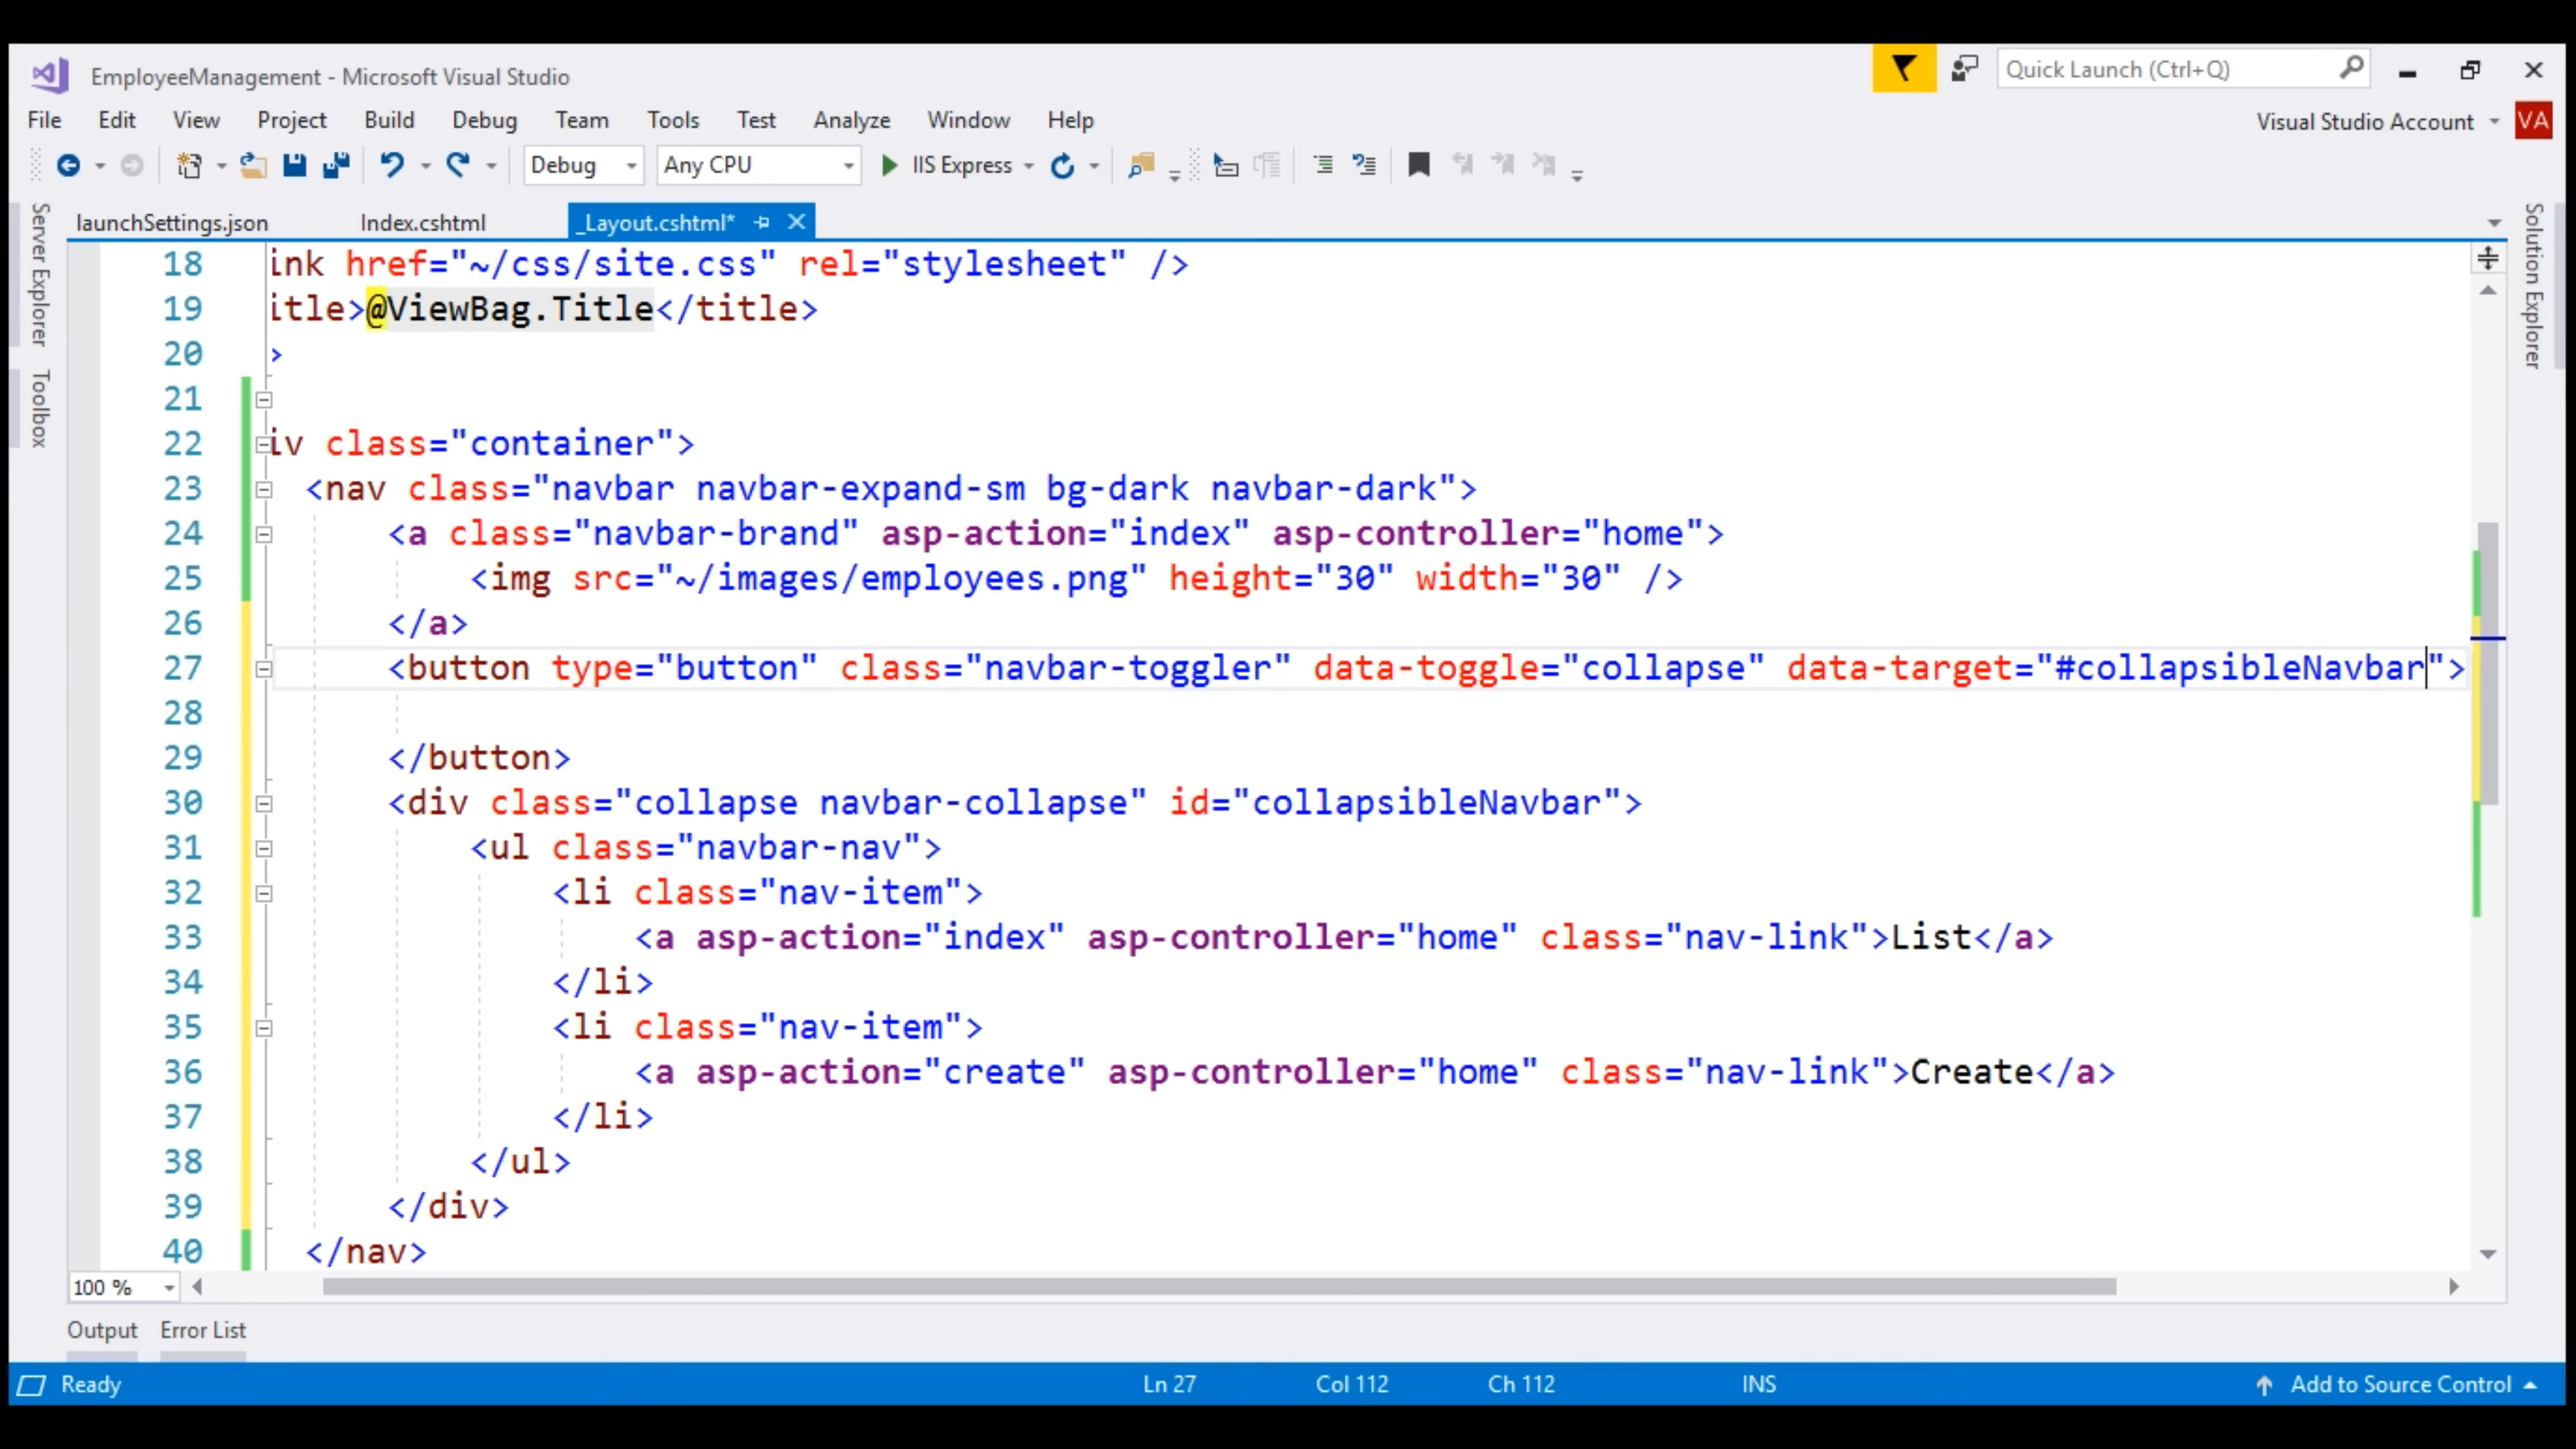 EmployeeManagement - Microsoft Visual Studio
Quick Launch (Ctrl+Q)
File Edit View Project Build Debug Team Tools Test Analyze Window Help
Visual Studio Account VA
Debug Any CPU IIS Express
Server Explorer
Toolbox
Solution Explorer
launchSettings.json Index.cshtml _Layout.cshtml*
18 ink href="~/css/site.css" rel="stylesheet" />
19 itle>@ViewBag.Title</title>
20 >
21
22 iv class="container">
23 <nav class="navbar navbar-expand-sm bg-dark navbar-dark">
24 <a class="navbar-brand" asp-action="index" asp-controller="home">
25 <img src="~/images/employees.png" height="30" width="30" />
26 </a>
27 <button type="button" class="navbar-toggler" data-toggle="collapse" data-target="#collapsibleNavbar">
28
29 </button>
30 <div class="collapse navbar-collapse" id="collapsibleNavbar">
31 <ul class="navbar-nav">
32 <li class="nav-item">
33 <a asp-action="index" asp-controller="home" class="nav-link">List</a>
34 </li>
35 <li class="nav-item">
36 <a asp-action="create" asp-controller="home" class="nav-link">Create</a>
37 </li>
38 </ul>
39 </div>
40 </nav>
100 %
Output Error List
Ready Ln 27 Col 112 Ch 112 INS Add to Source Control